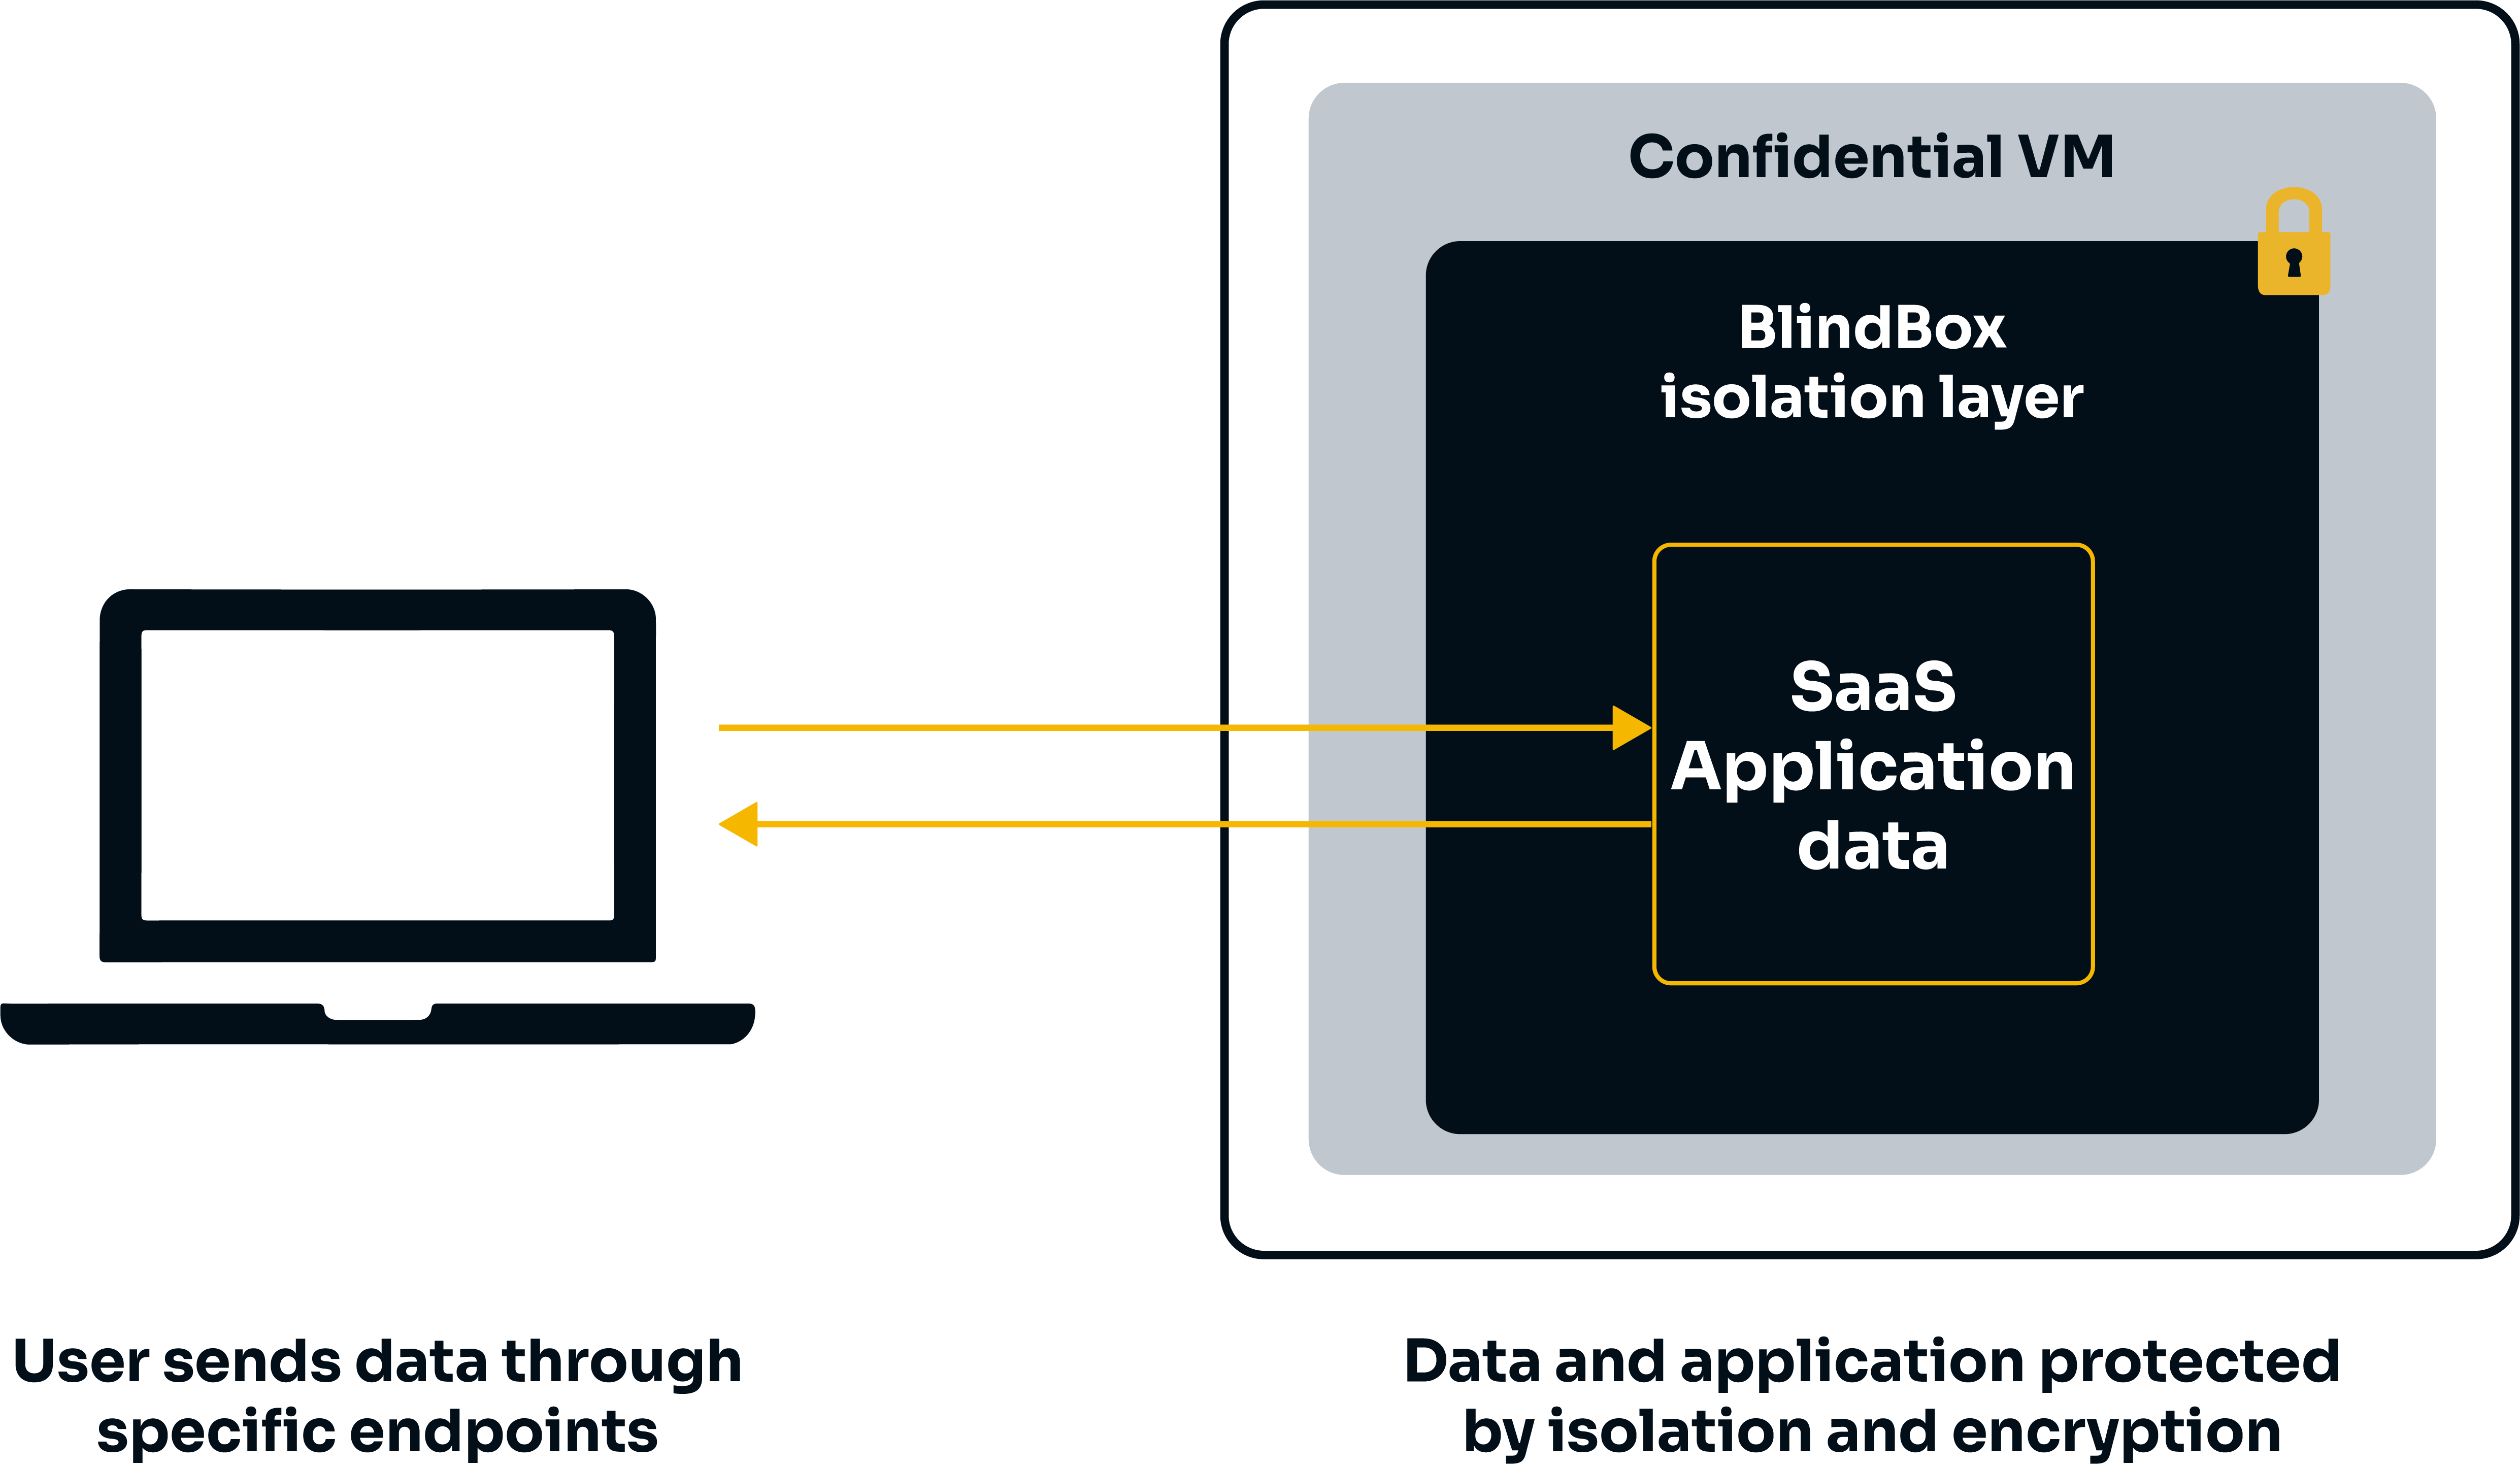 Confidential VM
BlindBox
isolation layer
SaaS
Application
data
User sends data through
specific endpoints
Data and application protected
by isolation and encryption